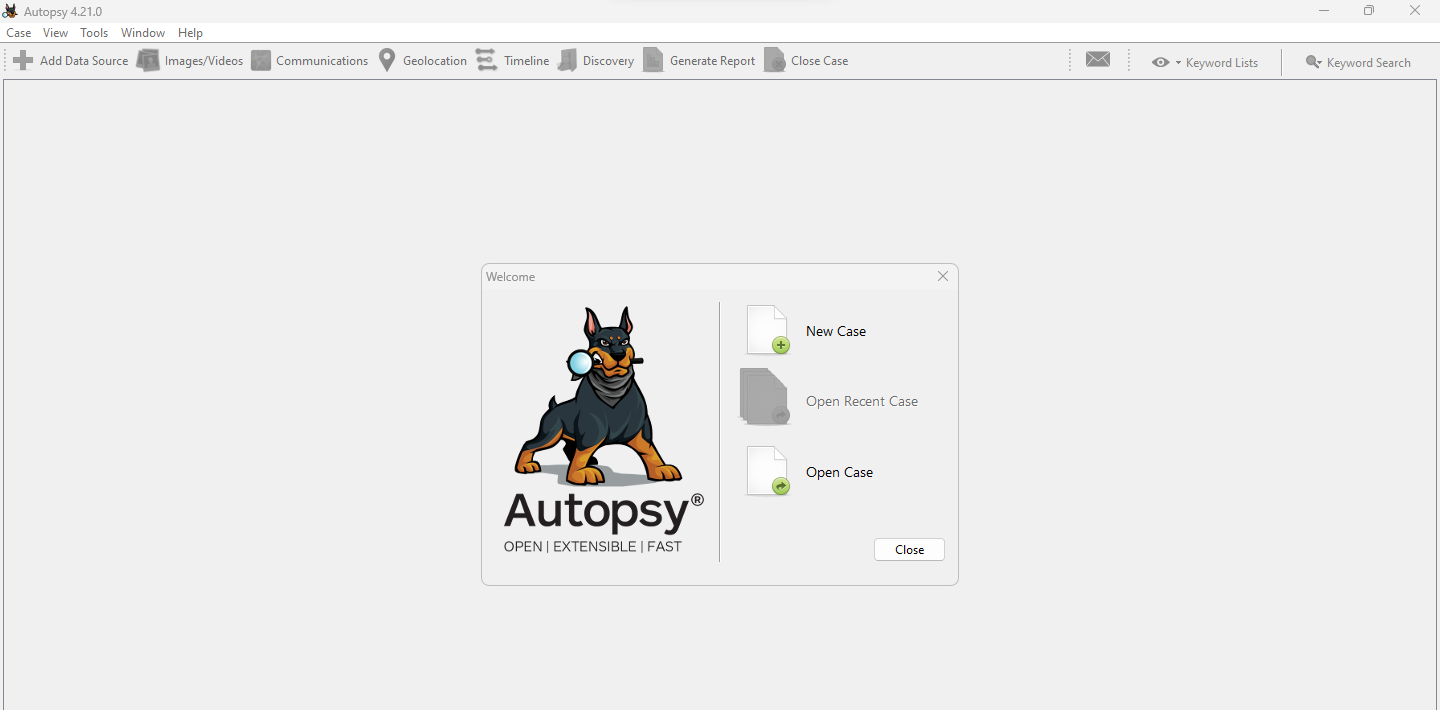 Autopsy 4.21.0
Case View Tools Window Help
Add Data Source Images/Videos Communications Geolocation Timeline Discovery Generate Report Close Case Keyword Lists Keyword Search
Welcome
New Case
Open Recent Case
Open Case
Autopsy®
OPEN | EXTENSIBLE | FAST
Close